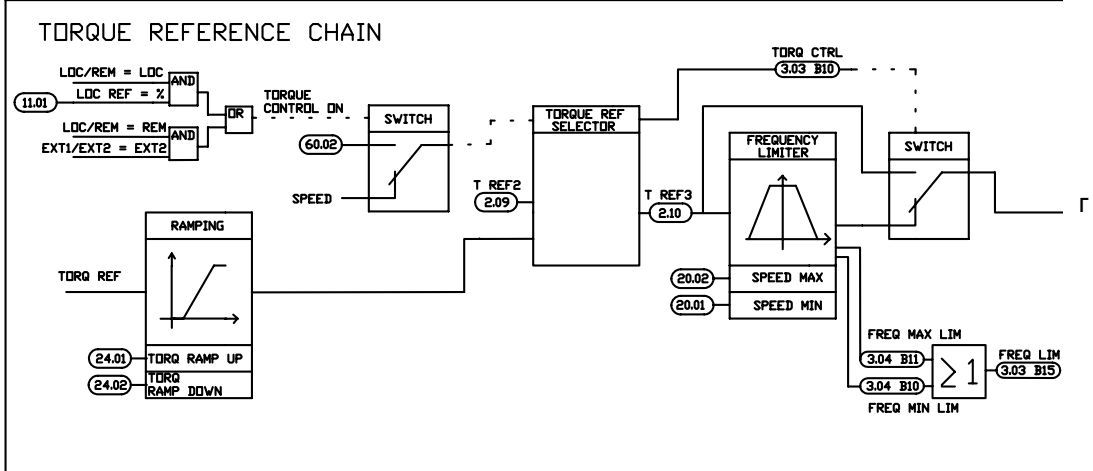 TORQUE REFERENCE CHAIN
LOC/REM = LOC
AND
11.01
LOC REF = %
OR
TORQUE
CONTROL ON
LOC/REM = REM
AND
EXT1/EXT2 = EXT2
SWITCH
60.02
SPEED
TORQUE REF
SELECTOR
T REF2
2.09
TORQ CTRL
3.03 B10
T REF3
2.10
FREQUENCY
LIMITER
SWITCH
20.02
SPEED MAX
20.01
SPEED MIN
RAMPING
TORQ REF
24.01
TORQ RAMP UP
24.02
TORQ
RAMP DOWN
FREQ MAX LIM
3.04 B11
3.04 B10
FREQ MIN LIM
∑ 1
FREQ LIM
3.03 B15